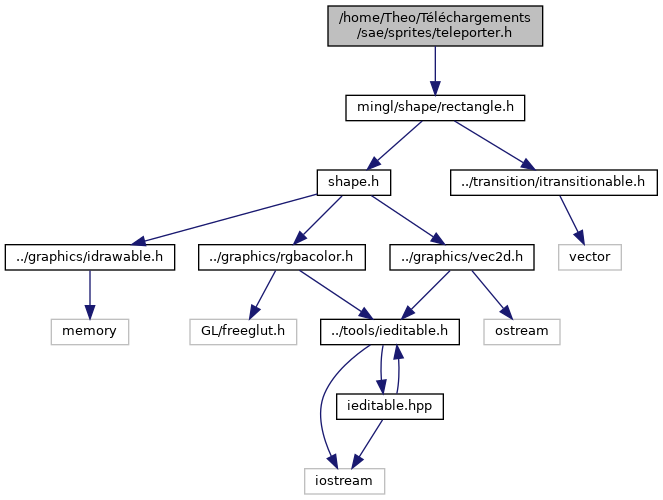 /home/Theo/Téléchargements
/sae/sprites/teleporter.h
mingl/shape/rectangle.h
shape.h
../transition/itransitionable.h
../graphics/idrawable.h
../graphics/rgbacolor.h
../graphics/vec2d.h
vector
memory
GL/freeglut.h
../tools/ieditable.h
ostream
ieditable.hpp
iostream